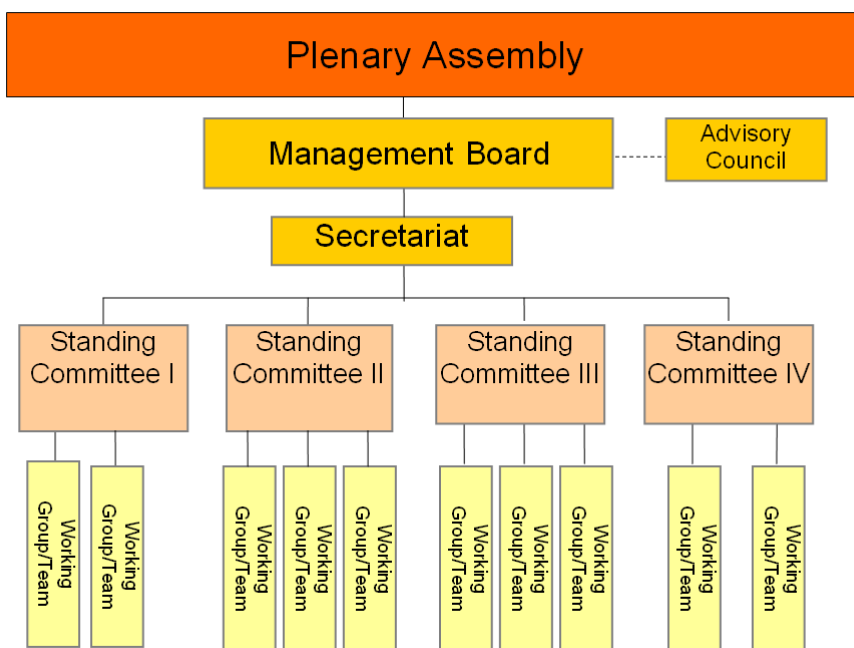 Plenary Assembly
Management Board
Advisory
Council
Secretariat
Standing
Committee I
Standing
Committee II
Standing
Committee III
Standing
Committee IV
Working
Group/Team
Working
Group/Team
Working
Group/Team
Working
Group/Team
Working
Group/Team
Working
Group/Team
Working
Group/Team
Working
Group/Team
Working
Group/Team
Working
Group/Team